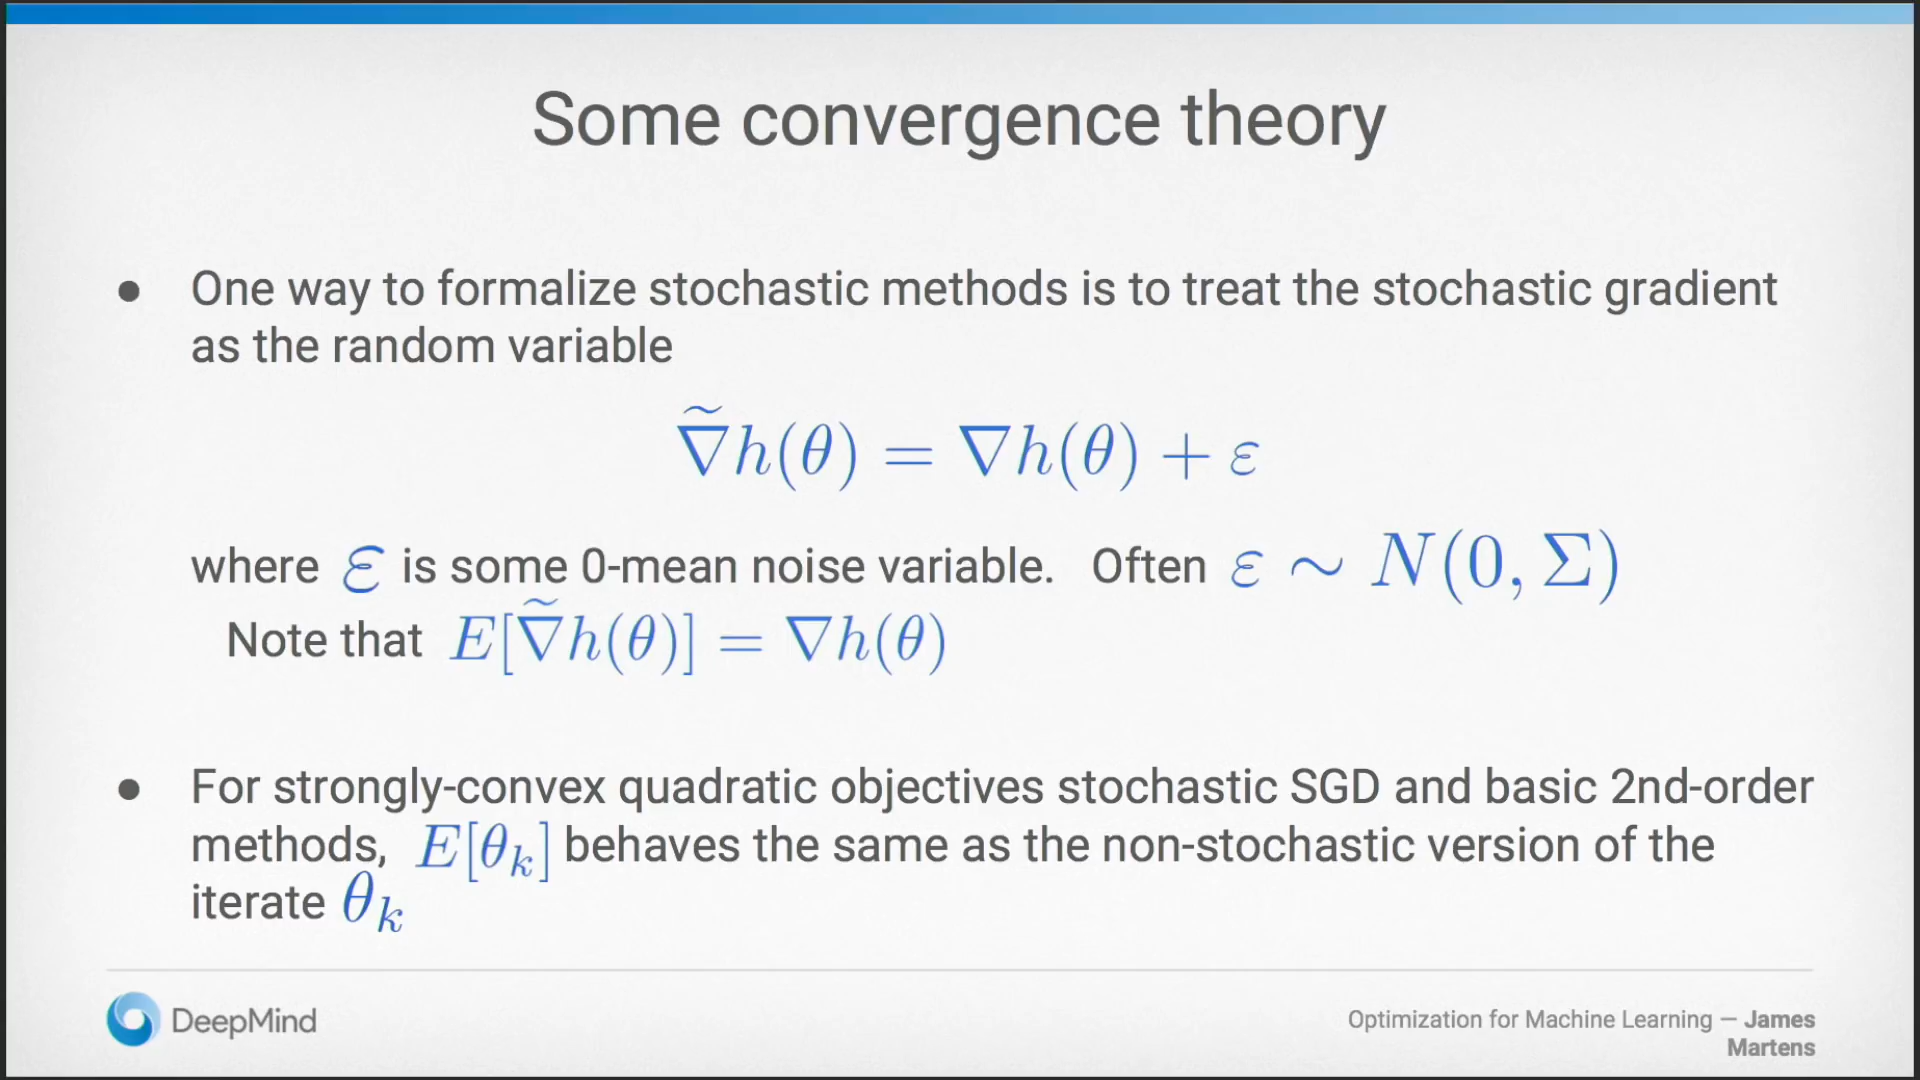 Some convergence theory
● One way to formalize stochastic methods is to treat the stochastic gradient
as the random variable
∇̃h(θ) = ∇h(θ) + ε
where ε is some 0-mean noise variable. Often ε ∼ N(0, Σ)
Note that E[∇̃h(θ)] = ∇h(θ)
● For strongly-convex quadratic objectives stochastic SGD and basic 2nd-order
methods, E[θₖ] behaves the same as the non-stochastic version of the
iterate θₖ
DeepMind
Optimization for Machine Learning — James
Martens